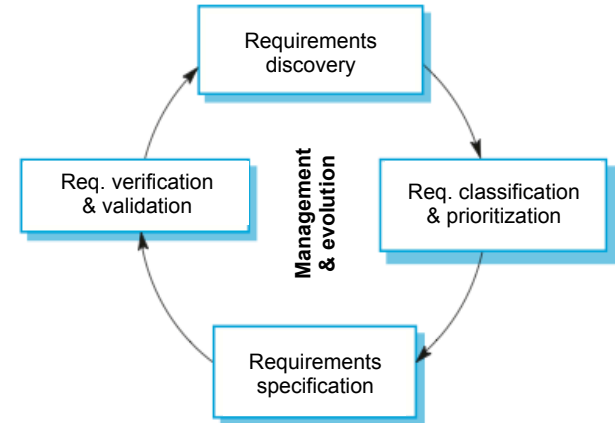 Requirements
discovery
Req. verification
& validation
Management
& evolution
Req. classification
& prioritization
Requirements
specification